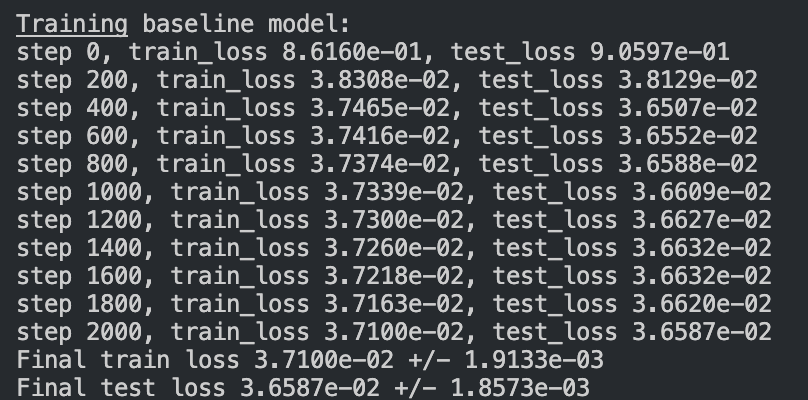 Training baseline model:
step 0, train_loss 8.6160e-01, test_loss 9.0597e-01
step 200, train_loss 3.8308e-02, test_loss 3.8129e-02
step 400, train_loss 3.7465e-02, test_loss 3.6507e-02
step 600, train_loss 3.7416e-02, test_loss 3.6552e-02
step 800, train_loss 3.7374e-02, test_loss 3.6588e-02
step 1000, train_loss 3.7339e-02, test_loss 3.6609e-02
step 1200, train_loss 3.7300e-02, test_loss 3.6627e-02
step 1400, train_loss 3.7260e-02, test_loss 3.6632e-02
step 1600, train_loss 3.7218e-02, test_loss 3.6632e-02
step 1800, train_loss 3.7163e-02, test_loss 3.6620e-02
step 2000, train_loss 3.7100e-02, test_loss 3.6587e-02
Final train loss 3.7100e-02 +/- 1.9133e-03
Final test loss 3.6587e-02 +/- 1.8573e-03